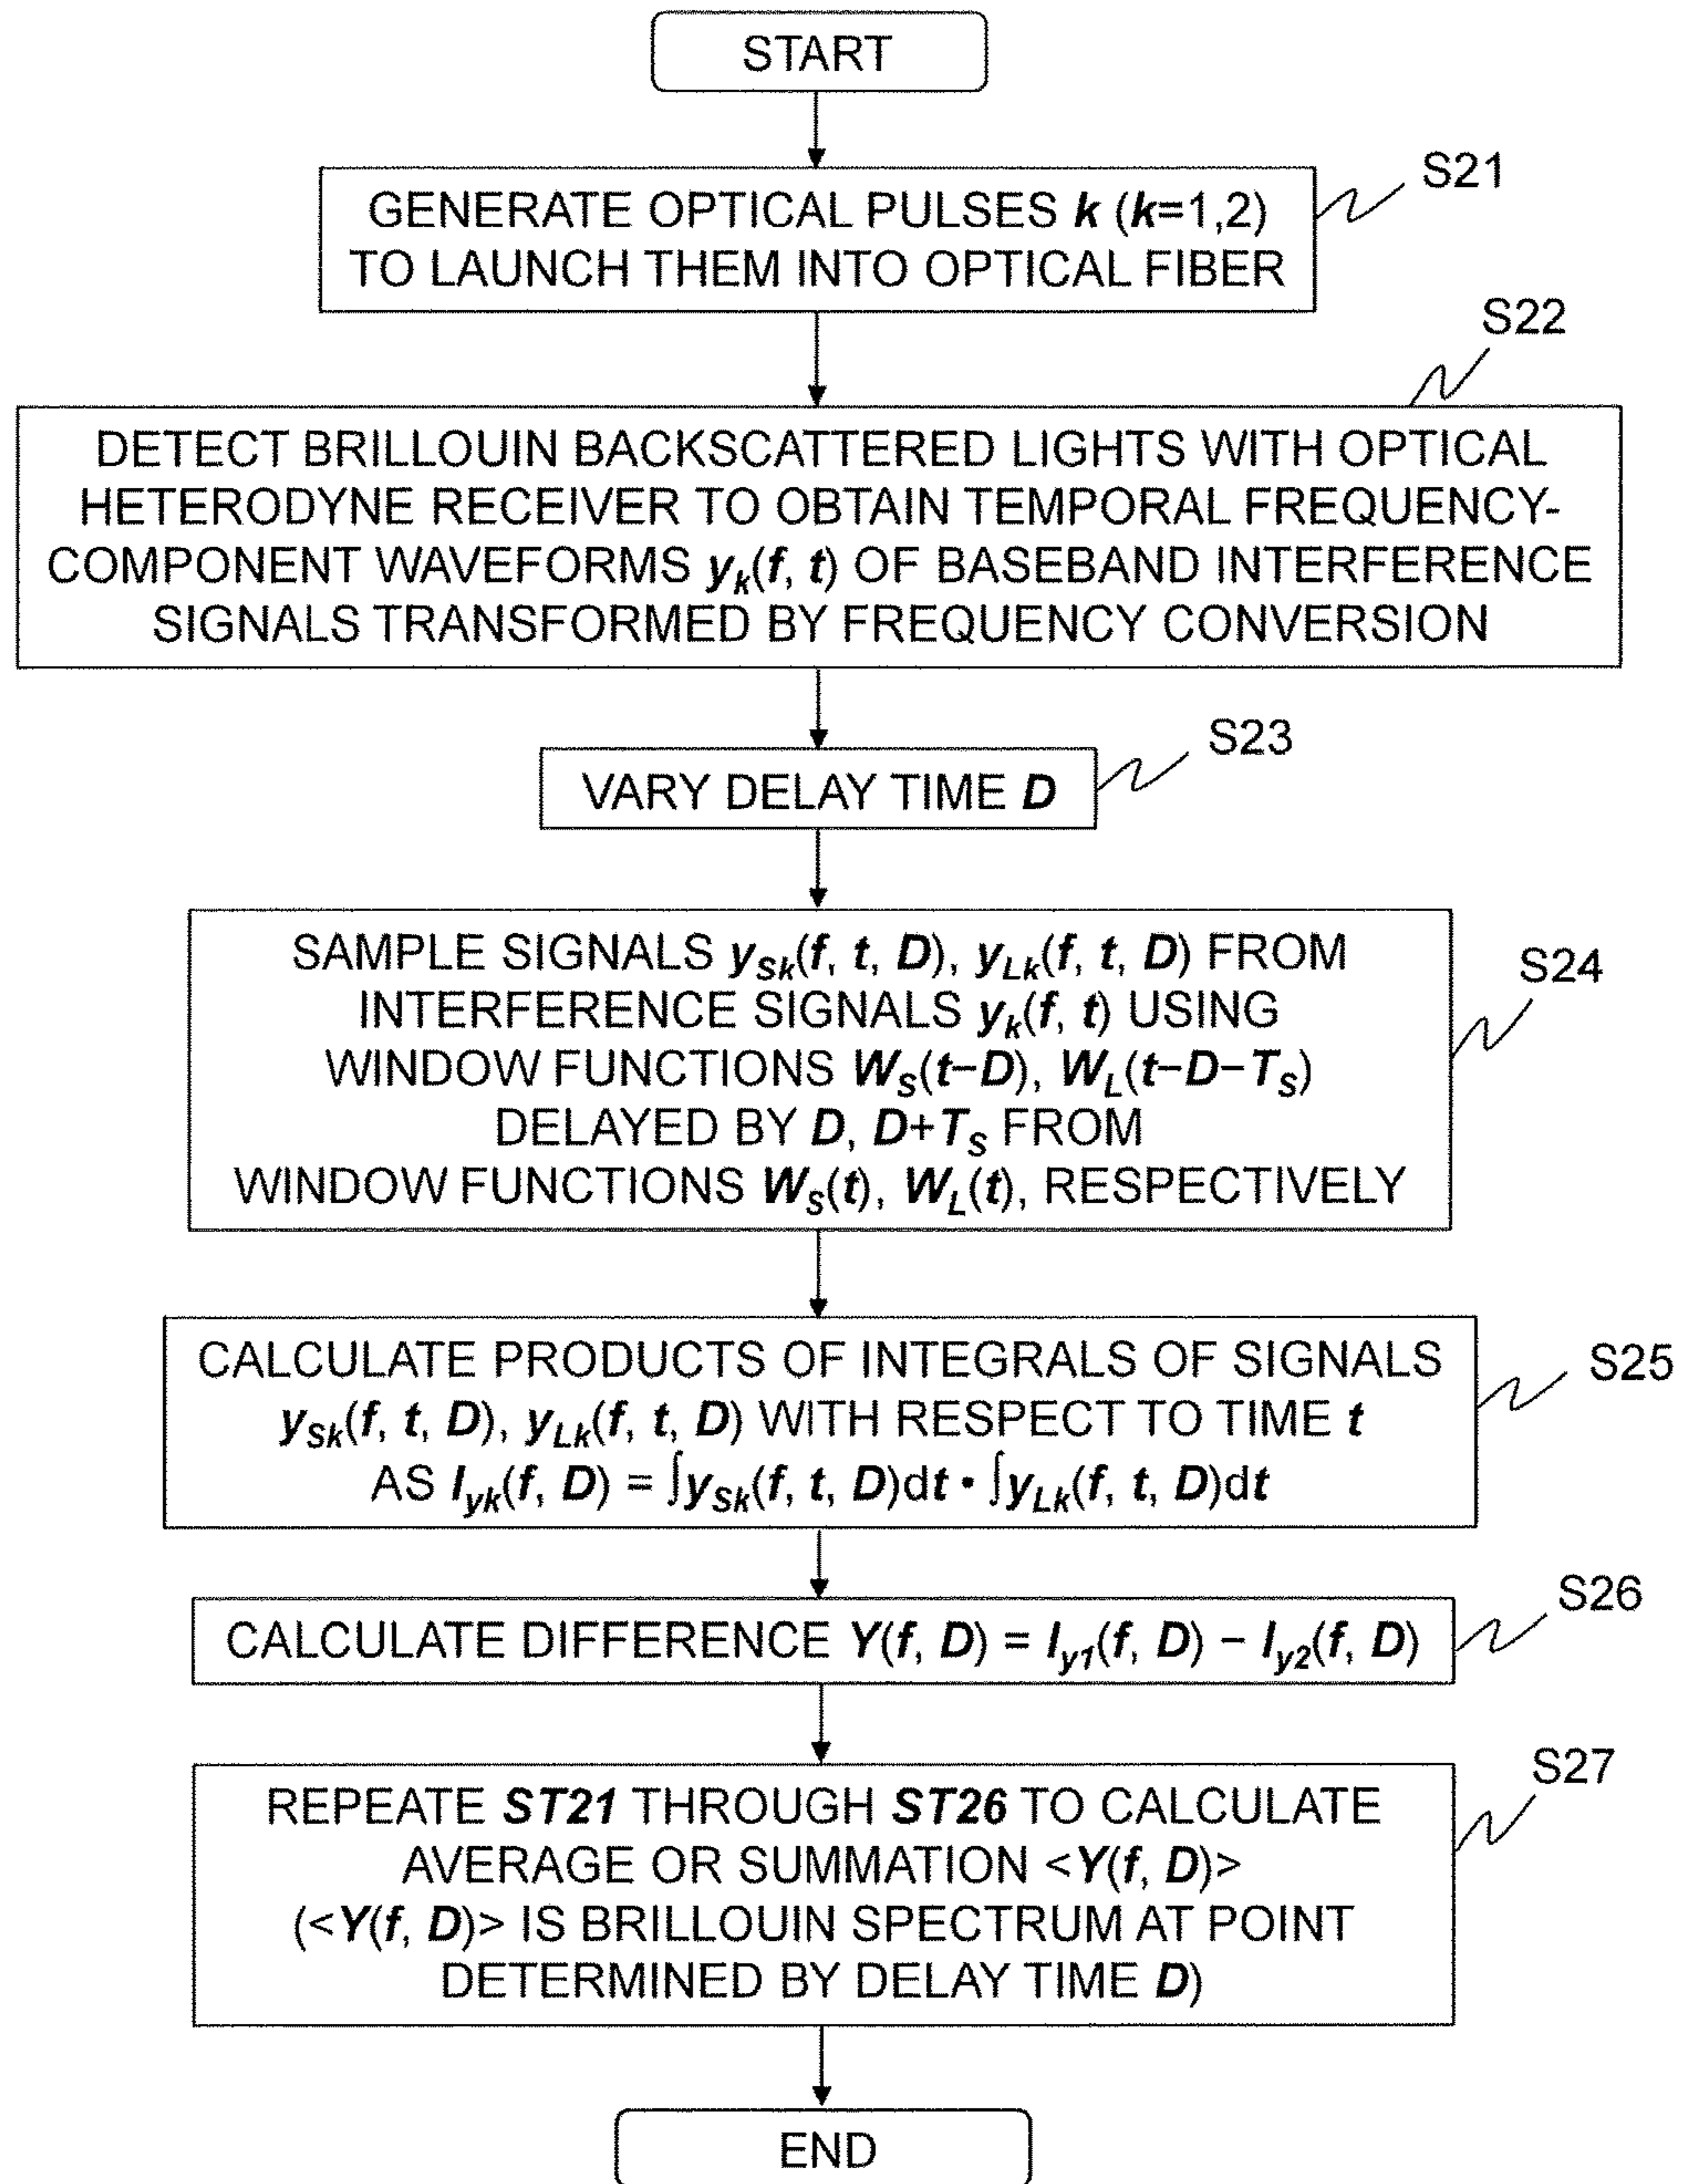 START
S21
GENERATE OPTICAL PULSES k (k=1,2)
TO LAUNCH THEM INTO OPTICAL FIBER
S22
DETECT BRILLOUIN BACKSCATTERED LIGHTS WITH OPTICAL
HETERODYNE RECEIVER TO OBTAIN TEMPORAL FREQUENCY-
COMPONENT WAVEFORMS yk(f, t) OF BASEBAND INTERFERENCE
SIGNALS TRANSFORMED BY FREQUENCY CONVERSION
S23
VARY DELAY TIME D
S24
SAMPLE SIGNALS ySk(f, t, D), yLk(f, t, D) FROM
INTERFERENCE SIGNALS yk(f, t) USING
WINDOW FUNCTIONS WS(t−D), WL(t−D−TS)
DELAYED BY D, D+TS FROM
WINDOW FUNCTIONS WS(t), WL(t), RESPECTIVELY
S25
CALCULATE PRODUCTS OF INTEGRALS OF SIGNALS
ySk(f, t, D), yLk(f, t, D) WITH RESPECT TO TIME t
AS Iyk(f, D) = ∫ySk(f, t, D)dt • ∫yLk(f, t, D)dt
S26
CALCULATE DIFFERENCE Y(f, D) = Iy1(f, D) − Iy2(f, D)
S27
REPEATE ST21 THROUGH ST26 TO CALCULATE
AVERAGE OR SUMMATION <Y(f, D)>
(<Y(f, D)> IS BRILLOUIN SPECTRUM AT POINT
DETERMINED BY DELAY TIME D)
END